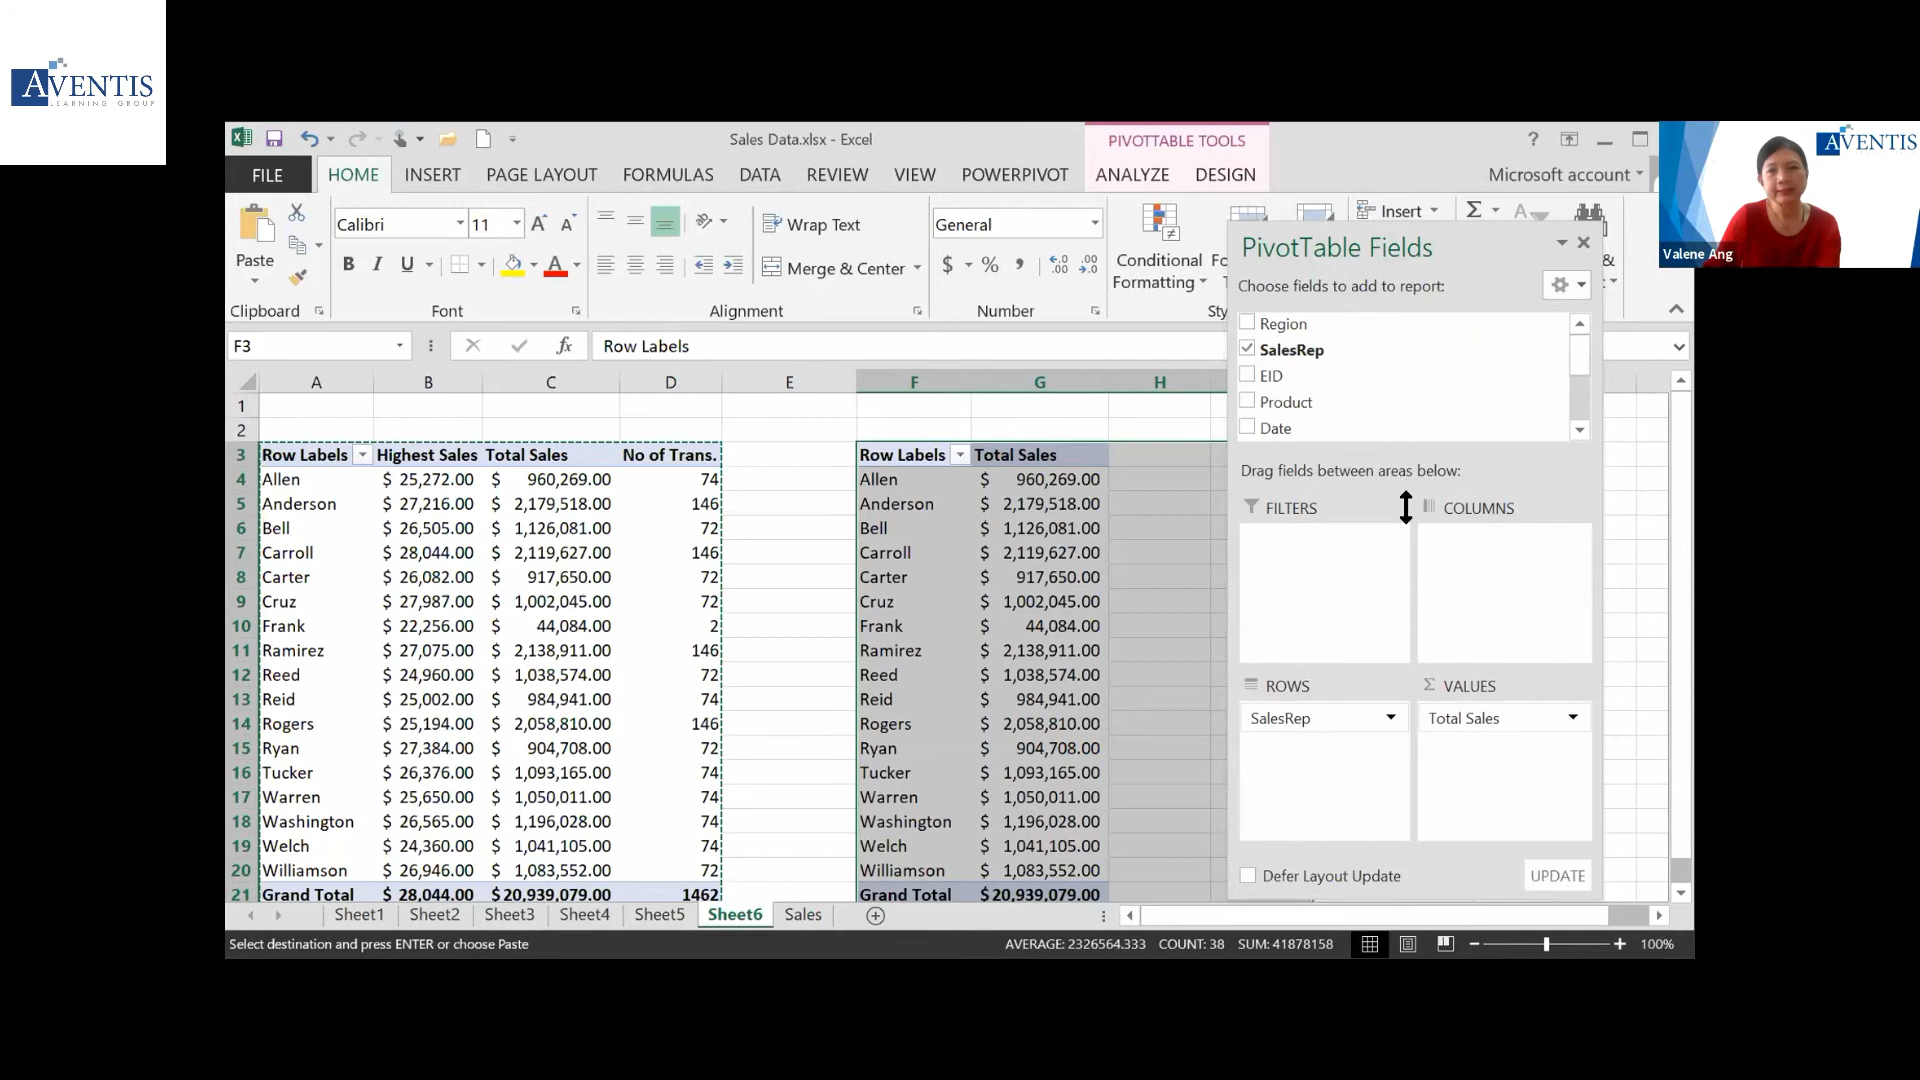 AVENTIS
LEARNING GROUP
Sales Data.xlsx - Excel
PIVOTTABLE TOOLS
?
FILE HOME INSERT PAGE LAYOUT FORMULAS DATA REVIEW VIEW POWERPIVOT ANALYZE DESIGN Microsoft account
AVENTIS
Valene Ang
Paste
Clipboard
Calibri 11 A A
B I U A
Font
Wrap Text
Merge & Center
Alignment
General
$ % ,
Number
Conditional
Formatting
Insert
PivotTable Fields
Choose fields to add to report:
Region
SalesRep
EID
Product
Date
Drag fields between areas below:
FILTERS
COLUMNS
ROWS
VALUES
SalesRep
Total Sales
Defer Layout Update
UPDATE
F3 fx Row Labels
A B C D E F G H
1
2
3 Row Labels Highest Sales Total Sales No of Trans. Row Labels Total Sales
4 Allen $ 25,272.00 $ 960,269.00 74 Allen $ 960,269.00
5 Anderson $ 27,216.00 $ 2,179,518.00 146 Anderson $ 2,179,518.00
6 Bell $ 26,505.00 $ 1,126,081.00 72 Bell $ 1,126,081.00
7 Carroll $ 28,044.00 $ 2,119,627.00 146 Carroll $ 2,119,627.00
8 Carter $ 26,082.00 $ 917,650.00 72 Carter $ 917,650.00
9 Cruz $ 27,987.00 $ 1,002,045.00 72 Cruz $ 1,002,045.00
10 Frank $ 22,256.00 $ 44,084.00 2 Frank $ 44,084.00
11 Ramirez $ 27,075.00 $ 2,138,911.00 146 Ramirez $ 2,138,911.00
12 Reed $ 24,960.00 $ 1,038,574.00 72 Reed $ 1,038,574.00
13 Reid $ 25,002.00 $ 984,941.00 74 Reid $ 984,941.00
14 Rogers $ 25,194.00 $ 2,058,810.00 146 Rogers $ 2,058,810.00
15 Ryan $ 27,384.00 $ 904,708.00 72 Ryan $ 904,708.00
16 Tucker $ 26,376.00 $ 1,093,165.00 74 Tucker $ 1,093,165.00
17 Warren $ 25,650.00 $ 1,050,011.00 74 Warren $ 1,050,011.00
18 Washington $ 26,565.00 $ 1,196,028.00 74 Washington $ 1,196,028.00
19 Welch $ 24,360.00 $ 1,041,105.00 74 Welch $ 1,041,105.00
20 Williamson $ 26,946.00 $ 1,083,552.00 72 Williamson $ 1,083,552.00
21 Grand Total $ 28,044.00 $20,939,079.00 1462 Grand Total $20,939,079.00
Sheet1 Sheet2 Sheet3 Sheet4 Sheet5 Sheet6 Sales
Select destination and press ENTER or choose Paste AVERAGE: 2326564.333 COUNT: 38 SUM: 41878158 100%